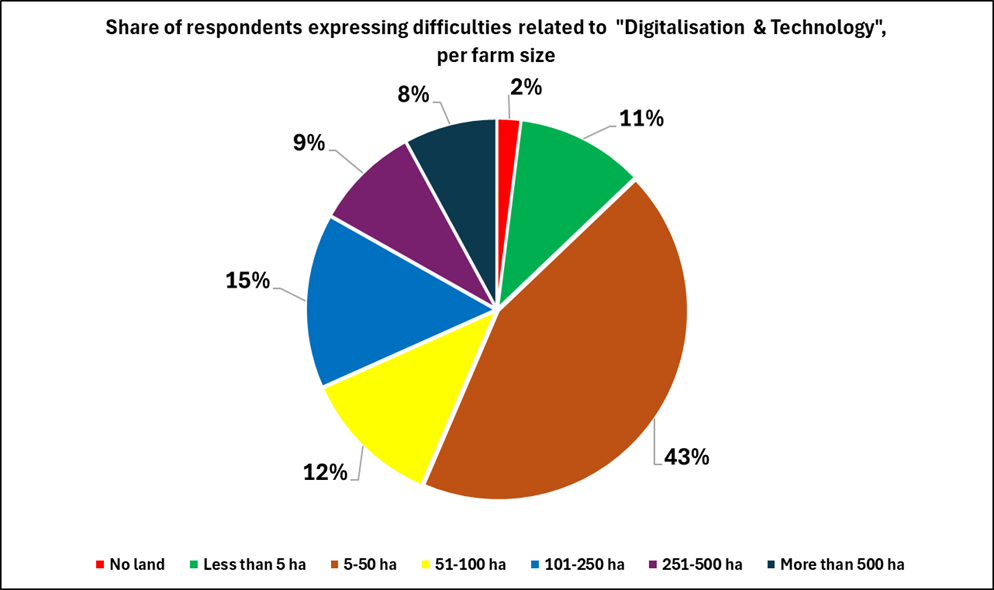 Share of respondents expressing difficulties related to "Digitalisation & Technology",
per farm size
2%
11%
43%
12%
15%
9%
8%
No land
Less than 5 ha
5-50 ha
51-100 ha
101-250 ha
251-500 ha
More than 500 ha